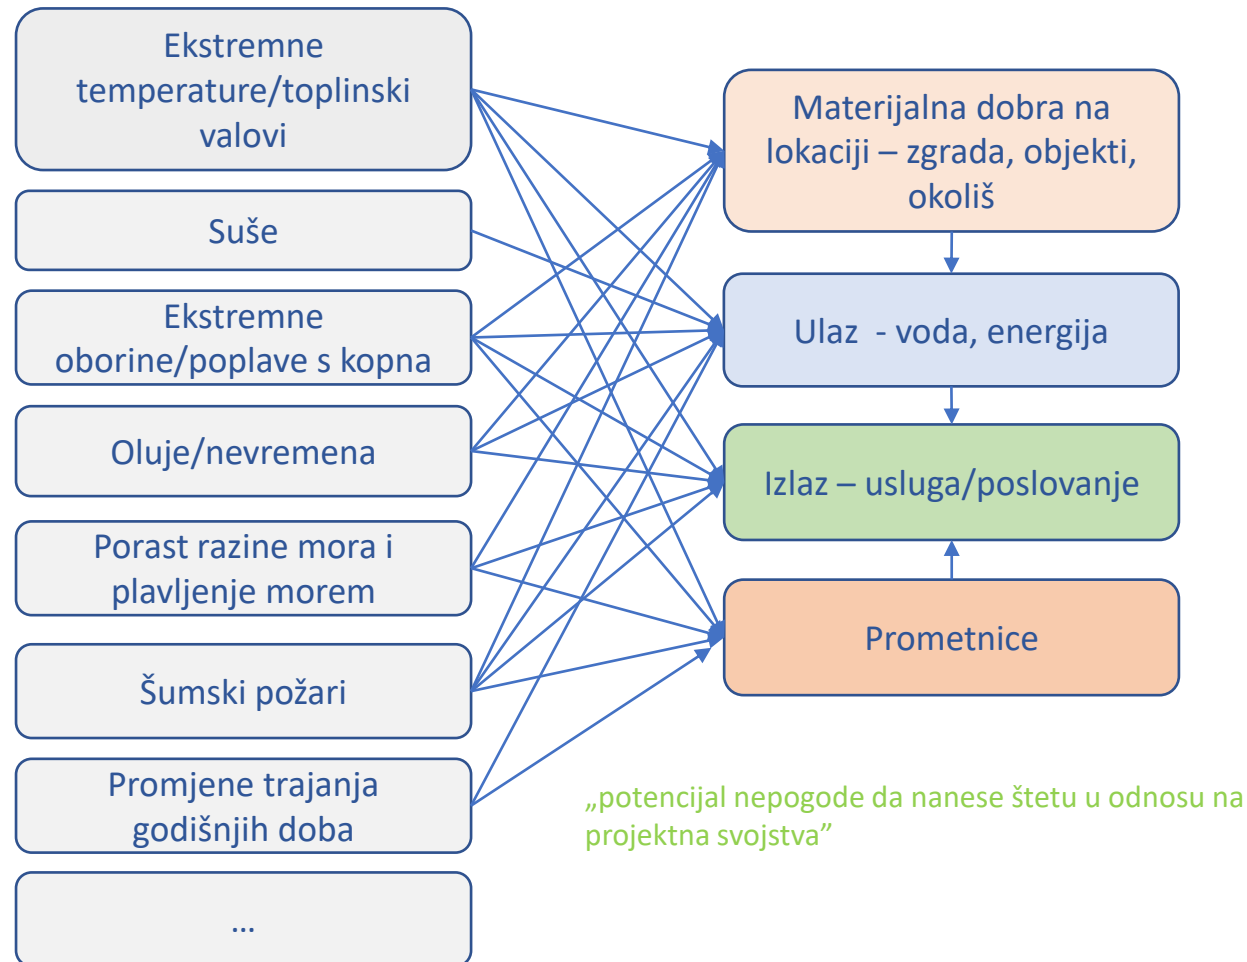 Ekstremne
temperature/toplinski
valovi
Suše
Ekstremne
oborine/poplave s kopna
Oluje/nevremena
Porast razine mora i
plavljenje morem
Šumski požari
Promjene trajanja
godišnjih doba
...
Materijalna dobra na
lokaciji – zgrada, objekti,
okoliš
Ulaz - voda, energija
Izlaz – usluga/poslovanje
Prometnice
„potencijal nepogode da nanese štetu u odnosu na
projektna svojstva”